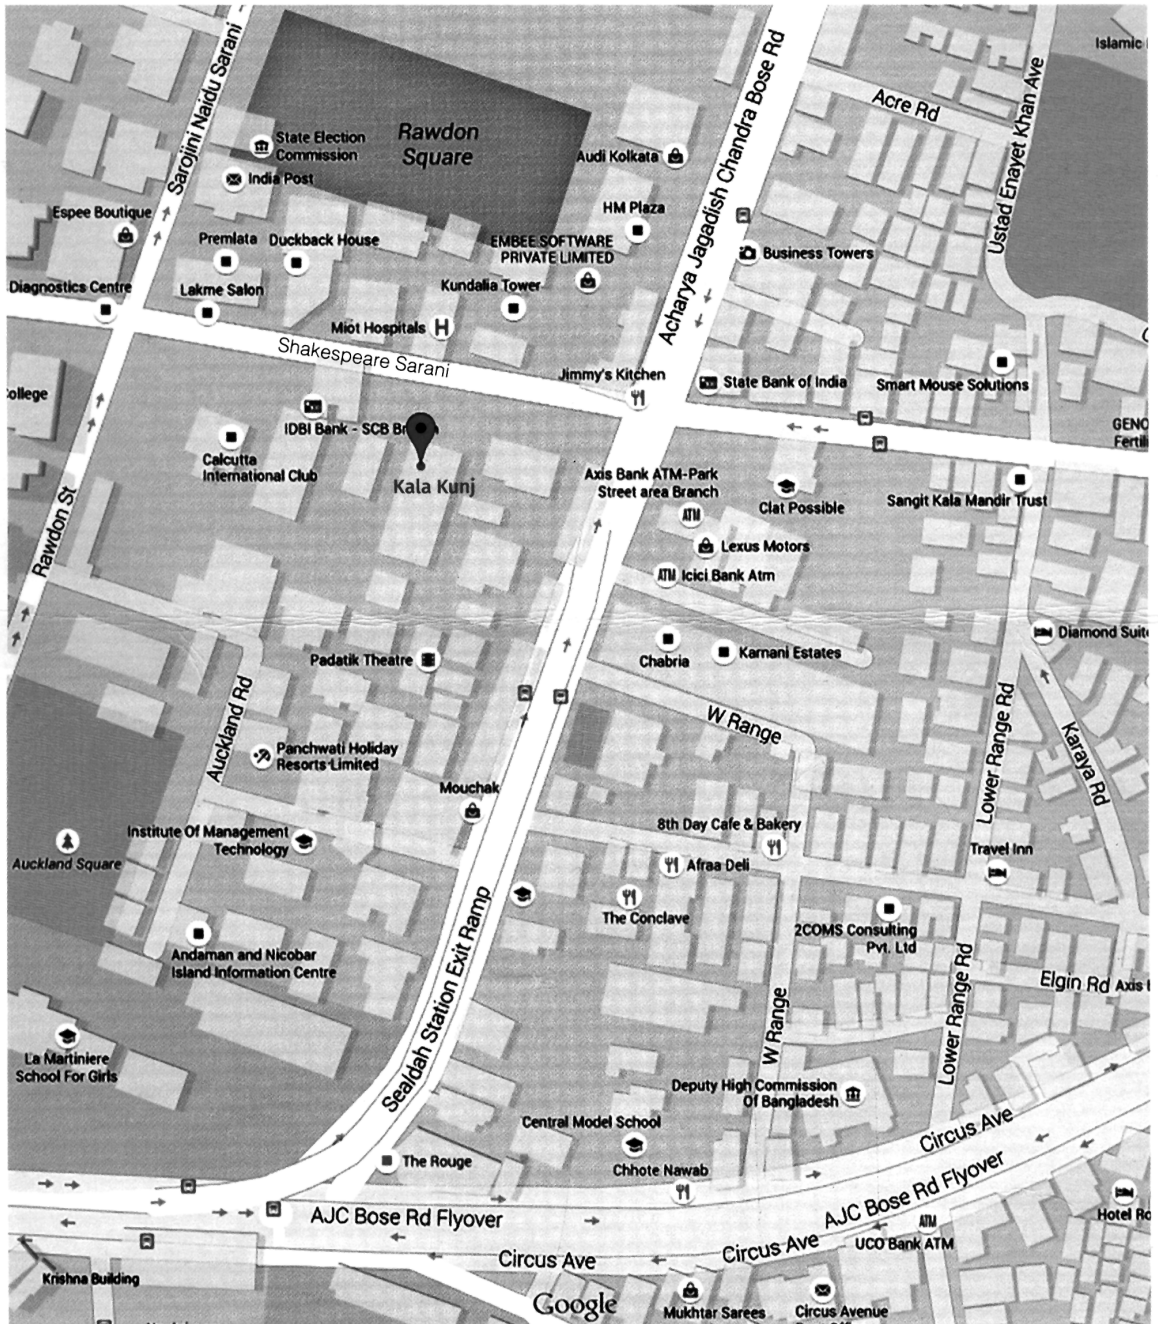 Sarojini Naidu Sarani
Rawdon
Square
State Election
Commission
India Post
Audi Kolkata
Acharya Jagadish Chandra Bose Rd
Acre Rd
Ustad Enayet Khan Ave
Islamic
Espee Boutique
Premlata
Duckback House
HM Plaza
EMBEE SOFTWARE
PRIVATE LIMITED
Business Towers
Diagnostics Centre
Lakme Salon
Kundalia Tower
Miot Hospitals
Shakespeare Sarani
Jimmy's Kitchen
State Bank of India
Smart Mouse Solutions
IDBI Bank - SCB
Calcutta
International Club
Kala Kunj
Axis Bank ATM-Park
Street area Branch
ATM
Clat Possible
Sangit Kala Mandir Trust
Rawdon St
Lexus Motors
ATM Icici Bank Atm
Chabria
Karnani Estates
Diamond
Padatik Theatre
Auckland Rd
W Range
Lower Range Rd
Karaya Rd
Panchwati Holiday
Resorts Limited
Mouchak
Institute Of Management
Technology
Auckland Square
8th Day Cafe & Bakery
Afraa Deli
The Conclave
Travel Inn
2COMS Consulting
Pvt. Ltd
Andaman and Nicobar
Island Information Centre
Sealdah Station Exit Ramp
Elgin Rd
Axis
La Martiniere
School For Girls
W Range
Lower Range Rd
Deputy High Commission
Of Bangladesh
Central Model School
Chhote Nawab
The Rouge
Circus Ave
AJC Bose Rd Flyover
AJC Bose Rd Flyover
Circus Ave
Circus Ave
ATM
UCO Bank ATM
Hotel
Krishna Building
Google
Mukhtar Sarees
Circus Avenue